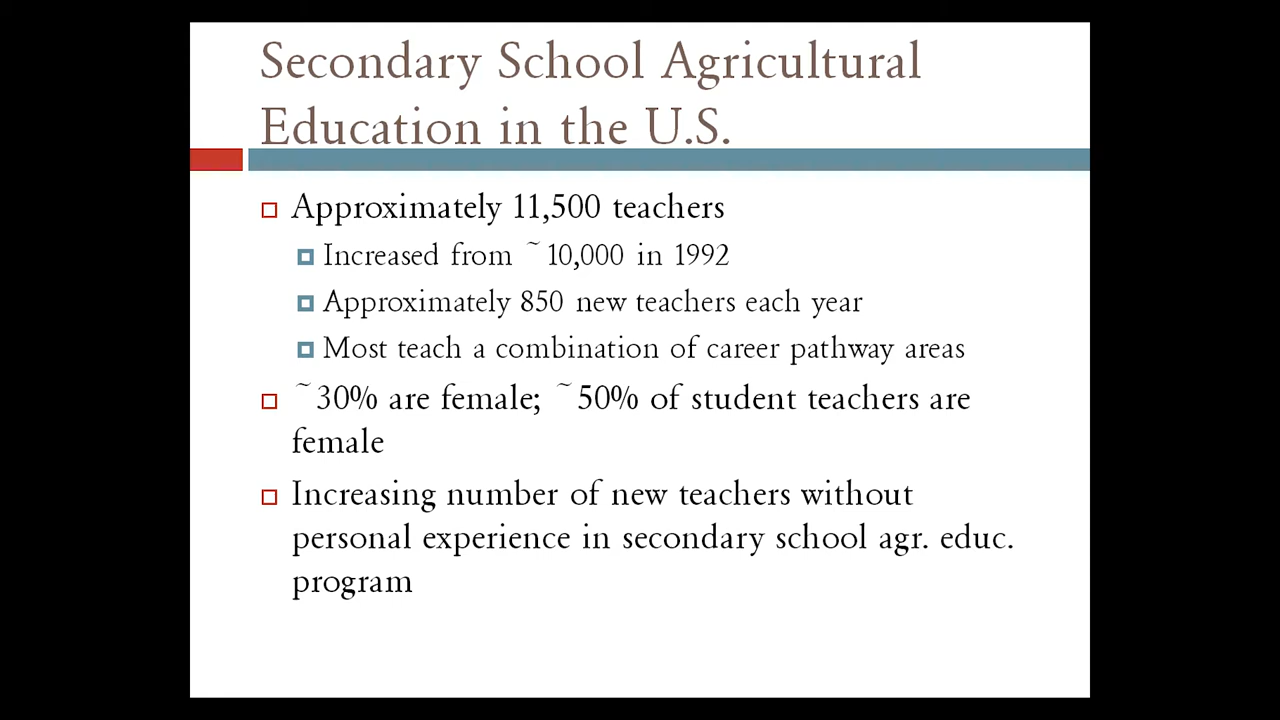 Secondary School Agricultural
Education in the U.S.
Approximately 11,500 teachers
Increased from ~10,000 in 1992
Approximately 850 new teachers each year
Most teach a combination of career pathway areas
~30% are female; ~50% of student teachers are
female
Increasing number of new teachers without
personal experience in secondary school agr. educ.
program